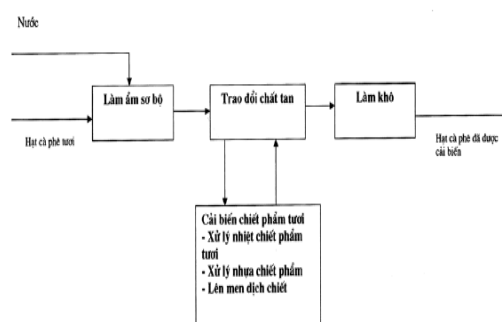 Nước
Làm ẩm sơ bộ
Trao dổi chất tan
Làm khô
Hạt cà phê tươi
Hạt cà phê đã được
cải biến
Cải biến chiết phẩm tươi
- Xử lý nhiệt chiết phẩm
tươi
- Xử lý nhựa chiết phẩm
- Lên men dịch chiết